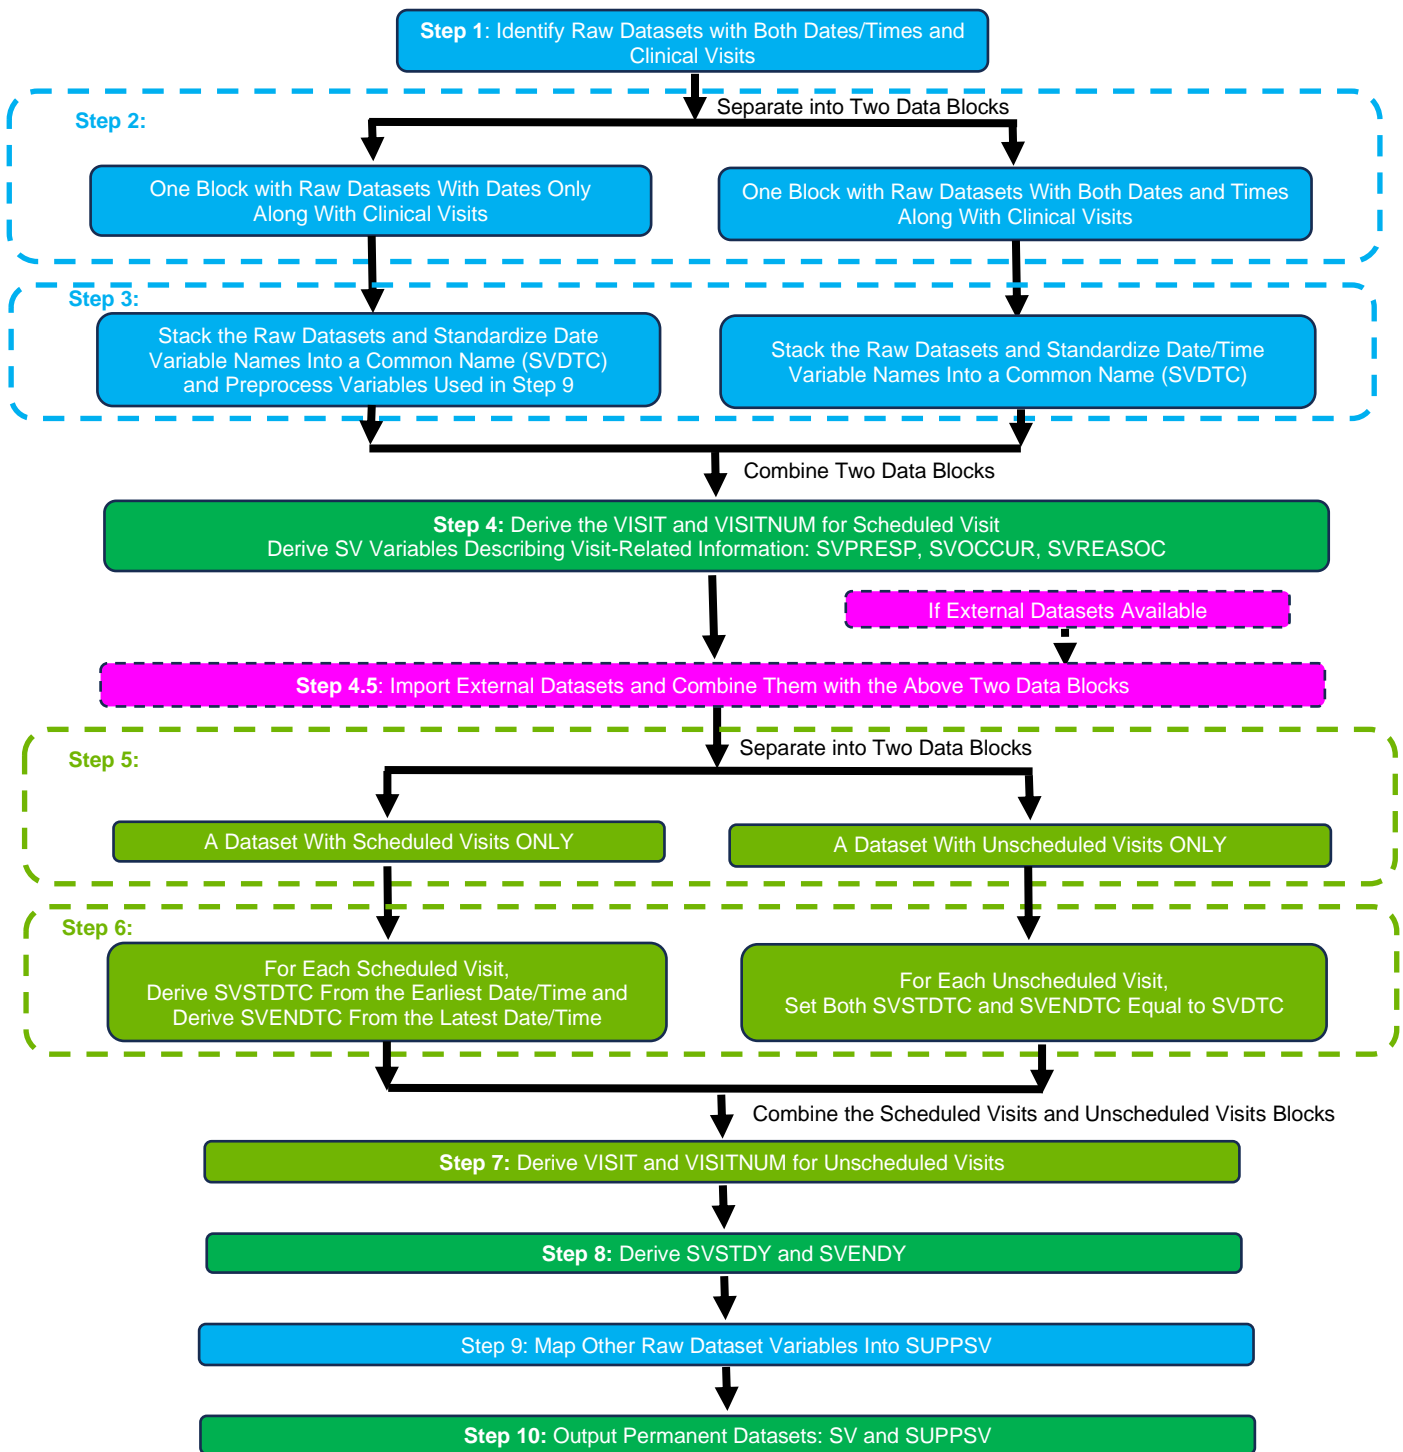 Step 1: Identify Raw Datasets with Both Dates/Times and
Clinical Visits
Separate into Two Data Blocks
Step 2:
One Block with Raw Datasets With Dates Only
Along With Clinical Visits
One Block with Raw Datasets With Both Dates and Times
Along With Clinical Visits
Step 3:
Stack the Raw Datasets and Standardize Date
Variable Names Into a Common Name (SVDTC)
and Preprocess Variables Used in Step 9
Stack the Raw Datasets and Standardize Date/Time
Variable Names Into a Common Name (SVDTC)
Combine Two Data Blocks
Step 4: Derive the VISIT and VISITNUM for Scheduled Visit
Derive SV Variables Describing Visit-Related Information: SVPRESP, SVOCCUR, SVREASOC
If External Datasets Available
Step 4.5: Import External Datasets and Combine Them with the Above Two Data Blocks
Separate into Two Data Blocks
Step 5:
A Dataset With Scheduled Visits ONLY
A Dataset With Unscheduled Visits ONLY
Step 6:
For Each Scheduled Visit,
Derive SVSTDTC From the Earliest Date/Time and
Derive SVENDTC From the Latest Date/Time
For Each Unscheduled Visit,
Set Both SVSTDTC and SVENDTC Equal to SVDTC
Combine the Scheduled Visits and Unscheduled Visits Blocks
Step 7: Derive VISIT and VISITNUM for Unscheduled Visits
Step 8: Derive SVSTDY and SVENDY
Step 9: Map Other Raw Dataset Variables Into SUPPSV
Step 10: Output Permanent Datasets: SV and SUPPSV